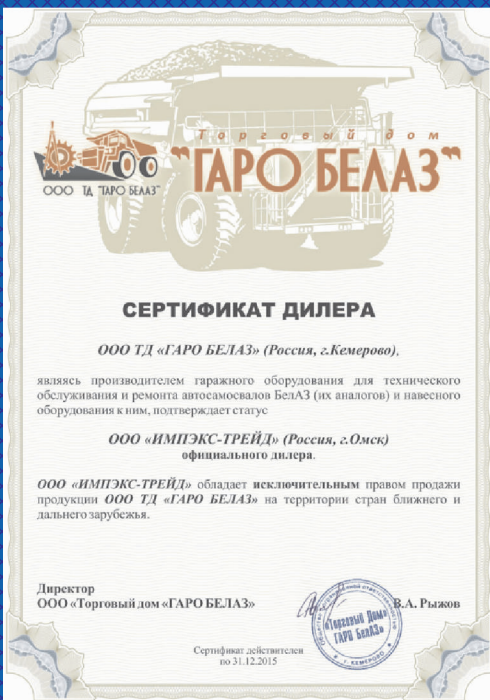 Торговый дом
"ГАРО БЕЛАЗ"
ООО ТД "ГАРО БЕЛАЗ"
СЕРТИФИКАТ ДИЛЕРА
ООО ТД «ГАРО БЕЛАЗ» (Россия, г.Кемерово),
являясь производителем гаражного оборудования для технического
обслуживания и ремонта автосамосвалов БелАЗ (их аналогов) и навесного
оборудования к ним, подтверждает статус
ООО «ИМПЭКС-ТРЕЙД» (Россия, г.Омск)
официального дилера.
ООО «ИМПЭКС-ТРЕЙД» обладает исключительным правом продажи
продукции ООО ТД «ГАРО БЕЛАЗ» на территории стран ближнего и
дальнего зарубежья.
Директор
ООО «Торговый дом «ГАРО БЕЛАЗ»
В.А. Рыжов
«Торговый Дом»
ГАРО БелАЗ»
г. КЕМЕРОВО
Сертификат действителен
по 31.12.2015